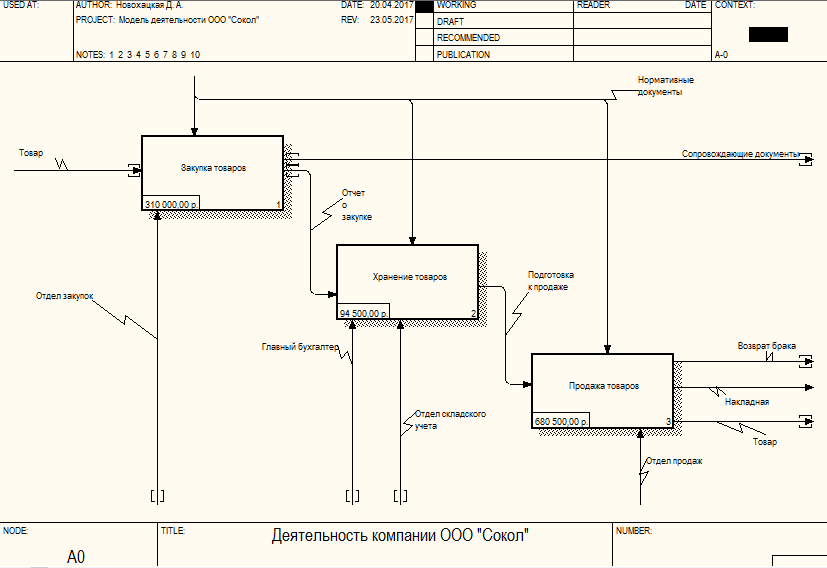 USED AT:
AUTHOR: Новохацкая Д. А.
DATE: 20.04.2017
WORKING
READER
DATE
CONTEXT:
PROJECT: Модель деятельности ООО "Сокол"
REV: 23.05.2017
DRAFT
RECOMMENDED
NOTES: 1 2 3 4 5 6 7 8 9 10
PUBLICATION
A-0
Нормативные
документы
Товар
Закупка товаров
310 000,00 р.
1
Сопровождающие документы
Отчет
о
закупке
Хранение товаров
94 500,00 р.
2
Подготовка
к продаже
Отдел закупок
Главный бухгалтер
Отдел складского
учета
Продажа товаров
680 500,00 р.
3
Возврат брака
Накладная
Товар
Отдел продаж
NODE:
A0
TITLE:
Деятельность компании ООО "Сокол"
NUMBER: